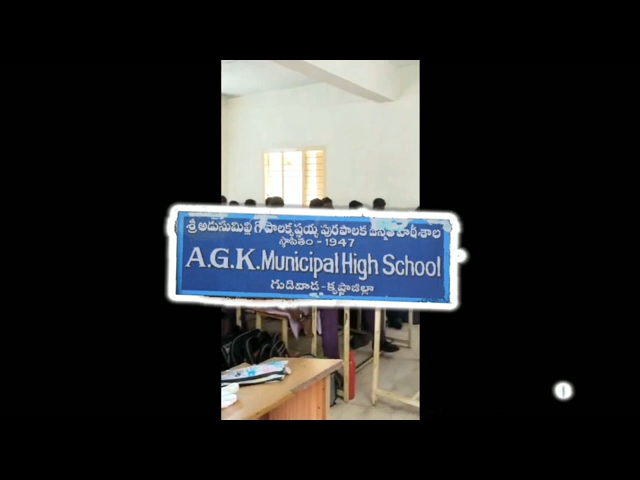 శ్రీ అడుసుమిల్లి గోపాలకృష్ణయ్య పురపాలక ఉన్నత పాఠశాల
స్థాపితం - 1947
A.G.K. Municipal High School
గుడివాడ - కృష్ణాజిల్లా